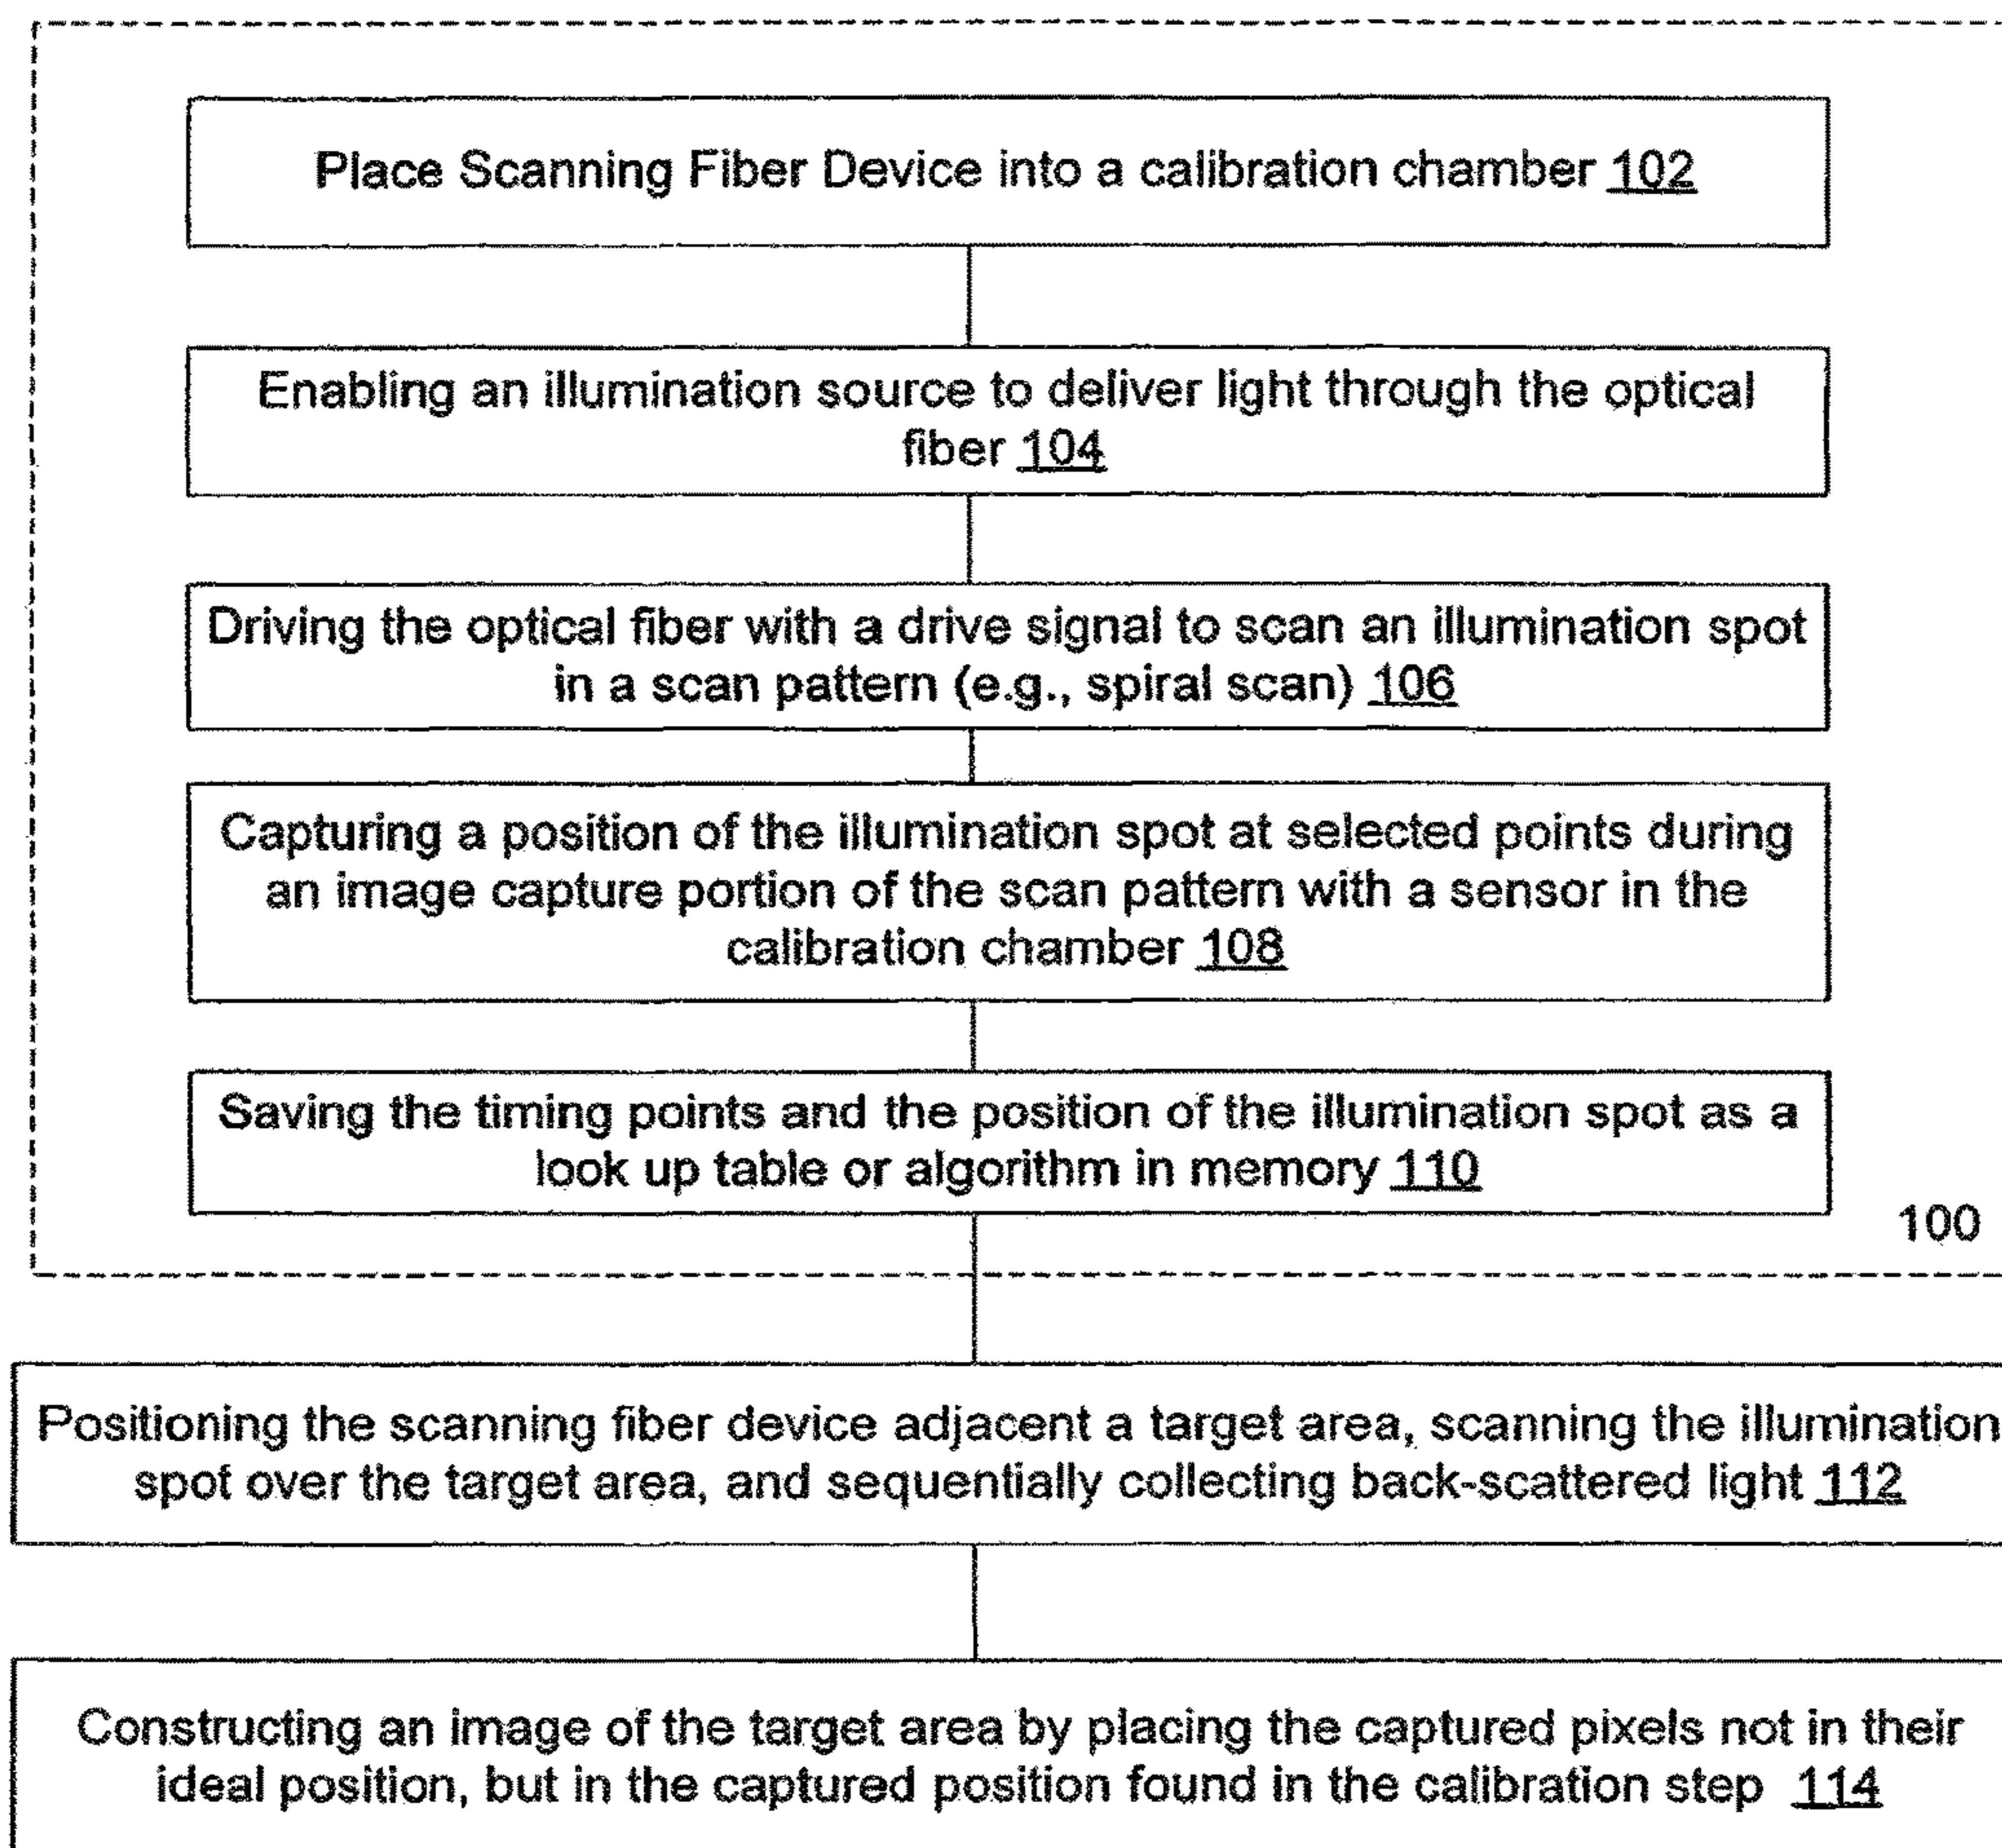 Place Scanning Fiber Device into a calibration chamber 102
Enabling an illumination source to deliver light through the optical
fiber 104
Driving the optical fiber with a drive signal to scan an illumination spot
in a scan pattern (e.g., spiral scan) 106
Capturing a position of the illumination spot at selected points during
an image capture portion of the scan pattern with a sensor in the
calibration chamber 108
Saving the timing points and the position of the illumination spot as a
look up table or algorithm in memory 110
100
Positioning the scanning fiber device adjacent a target area, scanning the illumination
spot over the target area, and sequentially collecting back-scattered light 112
Constructing an image of the target area by placing the captured pixels not in their
ideal position, but in the captured position found in the calibration step 114